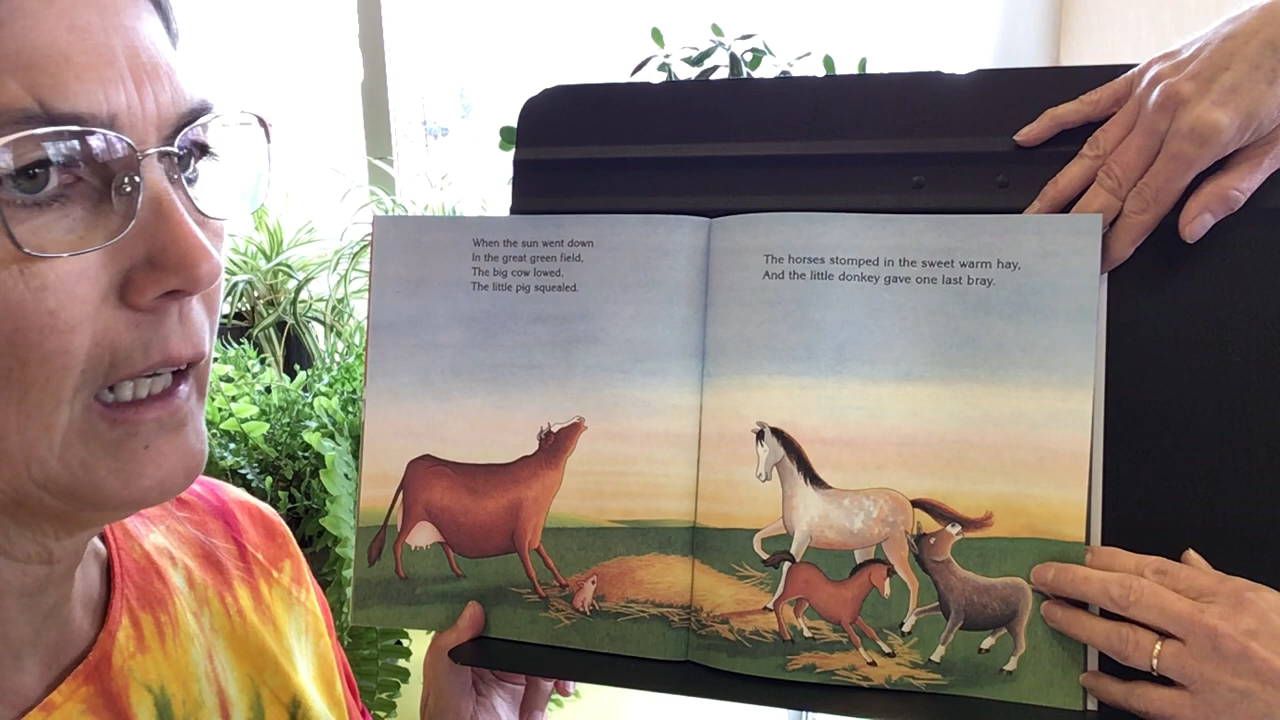 When the sun went down
In the great green field,
The big cow lowed,
The little pig squealed.
The horses stomped in the sweet warm hay,
And the little donkey gave one last bray.